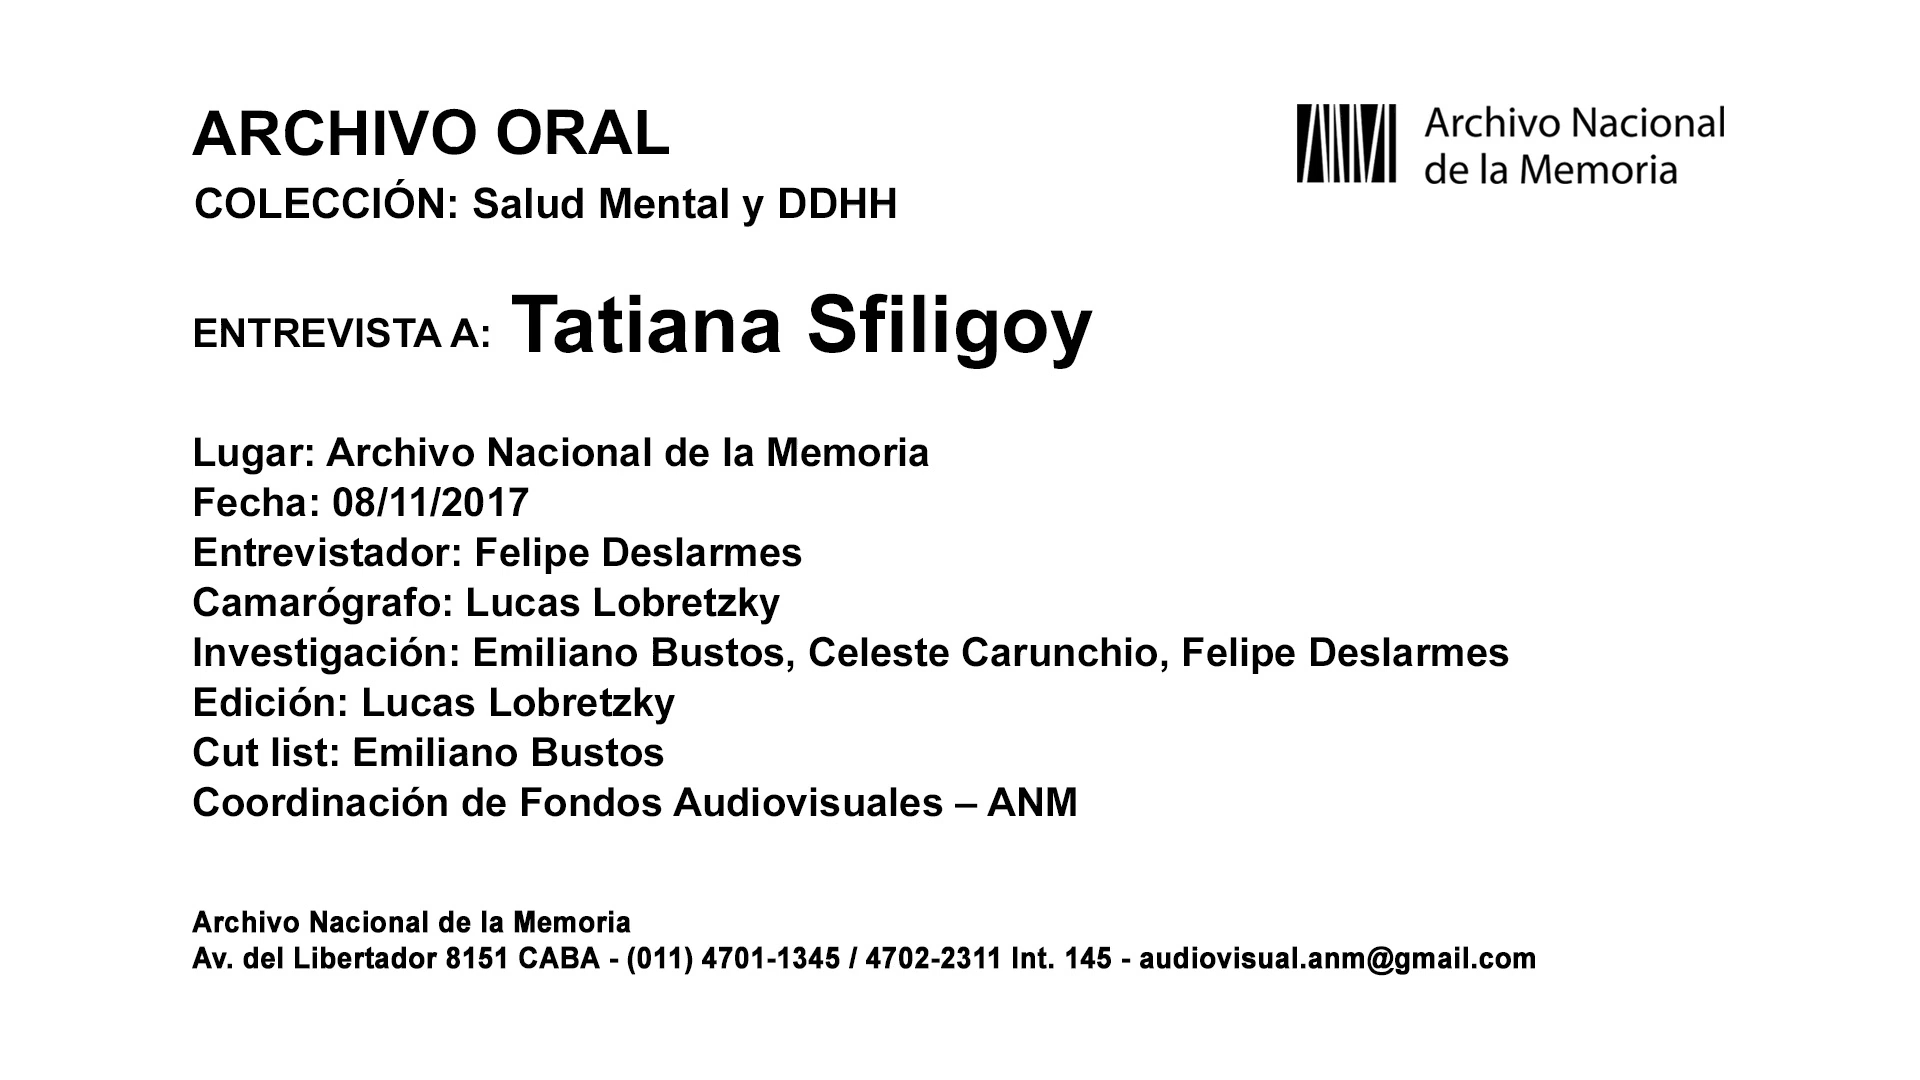 ARCHIVO ORAL
COLECCIÓN: Salud Mental y DDHH
Archivo Nacional
de la Memoria
ENTREVISTA A: Tatiana Sfiligoy
Lugar: Archivo Nacional de la Memoria
Fecha: 08/11/2017
Entrevistador: Felipe Deslarmes
Camarógrafo: Lucas Lobretzky
Investigación: Emiliano Bustos, Celeste Carunchio, Felipe Deslarmes
Edición: Lucas Lobretzky
Cut list: Emiliano Bustos
Coordinación de Fondos Audiovisuales – ANM
Archivo Nacional de la Memoria
Av. del Libertador 8151 CABA - (011) 4701-1345 / 4702-2311 Int. 145 - audiovisual.anm@gmail.com